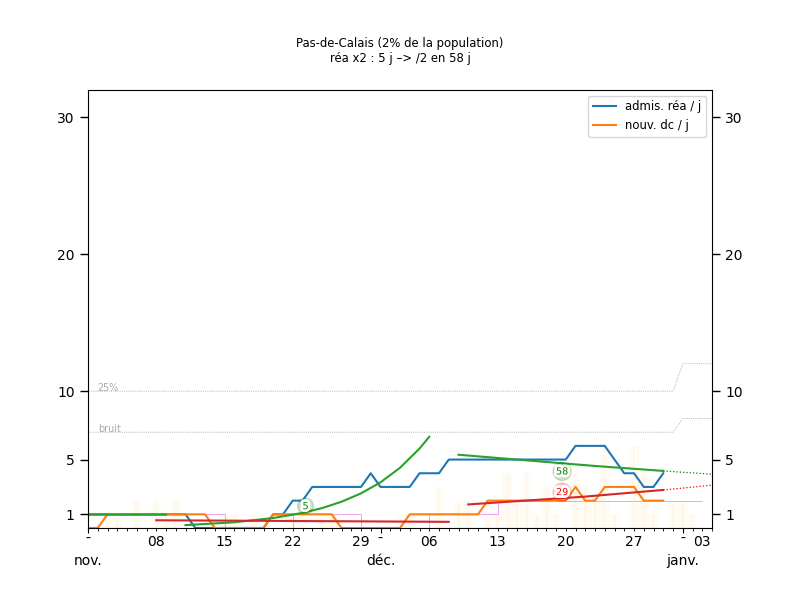 Pas-de-Calais (2% de la population)
réa x2 : 5 j –> /2 en 58 j
admis. réa / j
nouv. dc / j
30 30
20 20
10 10
25%
bruit
5 5
58
29
5
1 1
- 08 15 22 29 - 06 13 20 27 - 03
nov. déc. janv.